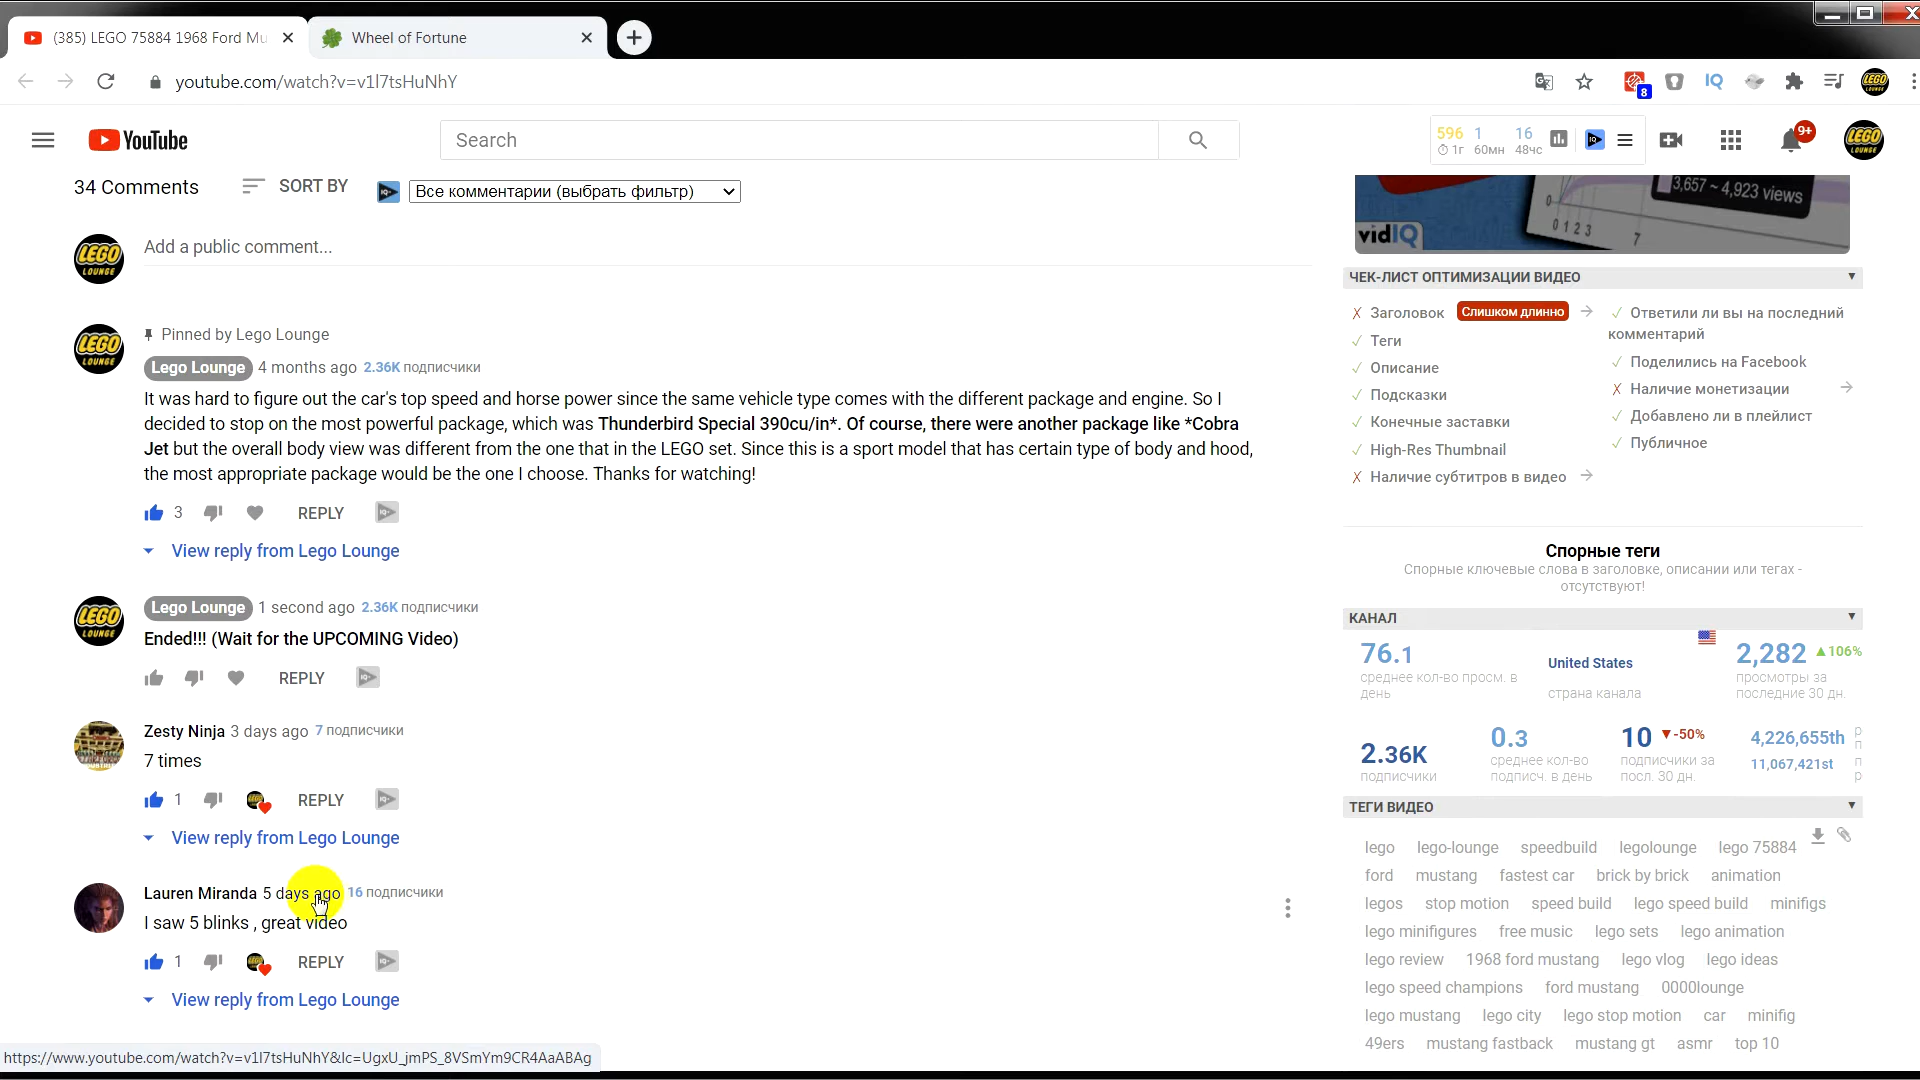 (385) LEGO 75884 1968 Ford Mu
Wheel of Fortune
youtube.com/watch?v=v1l7tsHuNhY
8
IQ
LEGO LOUNGE
YouTube
Search
596 1 16
1г 60мн 48чс
9+
LEGO LOUNGE
34 Comments
SORT BY
Все комментарии (выбрать фильтр)
LEGO LOUNGE
Add a public comment...
LEGO LOUNGE
Pinned by Lego Lounge
Lego Lounge 4 months ago 2.36K подписчики
It was hard to figure out the car's top speed and horse power since the same vehicle type comes with the different package and engine. So I
decided to stop on the most powerful package, which was Thunderbird Special 390cu/in*. Of course, there were another package like *Cobra
Jet but the overall body view was different from the one that in the LEGO set. Since this is a sport model that has certain type of body and hood,
the most appropriate package would be the one I choose. Thanks for watching!
3 REPLY
View reply from Lego Lounge
LEGO LOUNGE
Lego Lounge 1 second ago 2.36K подписчики
Ended!!! (Wait for the UPCOMING Video)
REPLY
Zesty Ninja 3 days ago 7 подписчики
7 times
1 REPLY
View reply from Lego Lounge
Lauren Miranda 5 days ago 16 подписчики
I saw 5 blinks , great video
1 REPLY
View reply from Lego Lounge
https://www.youtube.com/watch?v=v1l7tsHuNhY&lc=UgxU_jmPS_8VSmYm9CR4AaABAg
3,657 ~ 4,923 views
0
0 1 2 3 7
vidIQ
ЧЕК-ЛИСТ ОПТИМИЗАЦИИ ВИДЕО
Заголовок Слишком длинно
Теги
Описание
Подсказки
Конечные заставки
High-Res Thumbnail
Наличие субтитров в видео
Ответили ли вы на последний
комментарий
Поделились на Facebook
Наличие монетизации
Добавлено ли в плейлист
Публичное
Спорные теги
Спорные ключевые слова в заголовке, описании или тегах -
отсутствуют!
КАНАЛ
76.1
среднее кол-во просм. в
день
United States
страна канала
2,282 106%
просмотры за
последние 30 дн.
2.36K
подписчики
0.3
среднее кол-во
подписч. в день
10 -50%
подписчики за
посл. 30 дн.
4,226,655th
11,067,421st
ТЕГИ ВИДЕО
lego lego-lounge speedbuild legolounge lego 75884
ford mustang fastest car brick by brick animation
legos stop motion speed build lego speed build minifigs
lego minifigures free music lego sets lego animation
lego review 1968 ford mustang lego vlog lego ideas
lego speed champions ford mustang 0000lounge
lego mustang lego city lego stop motion car minifig
49ers mustang fastback mustang gt asmr top 10